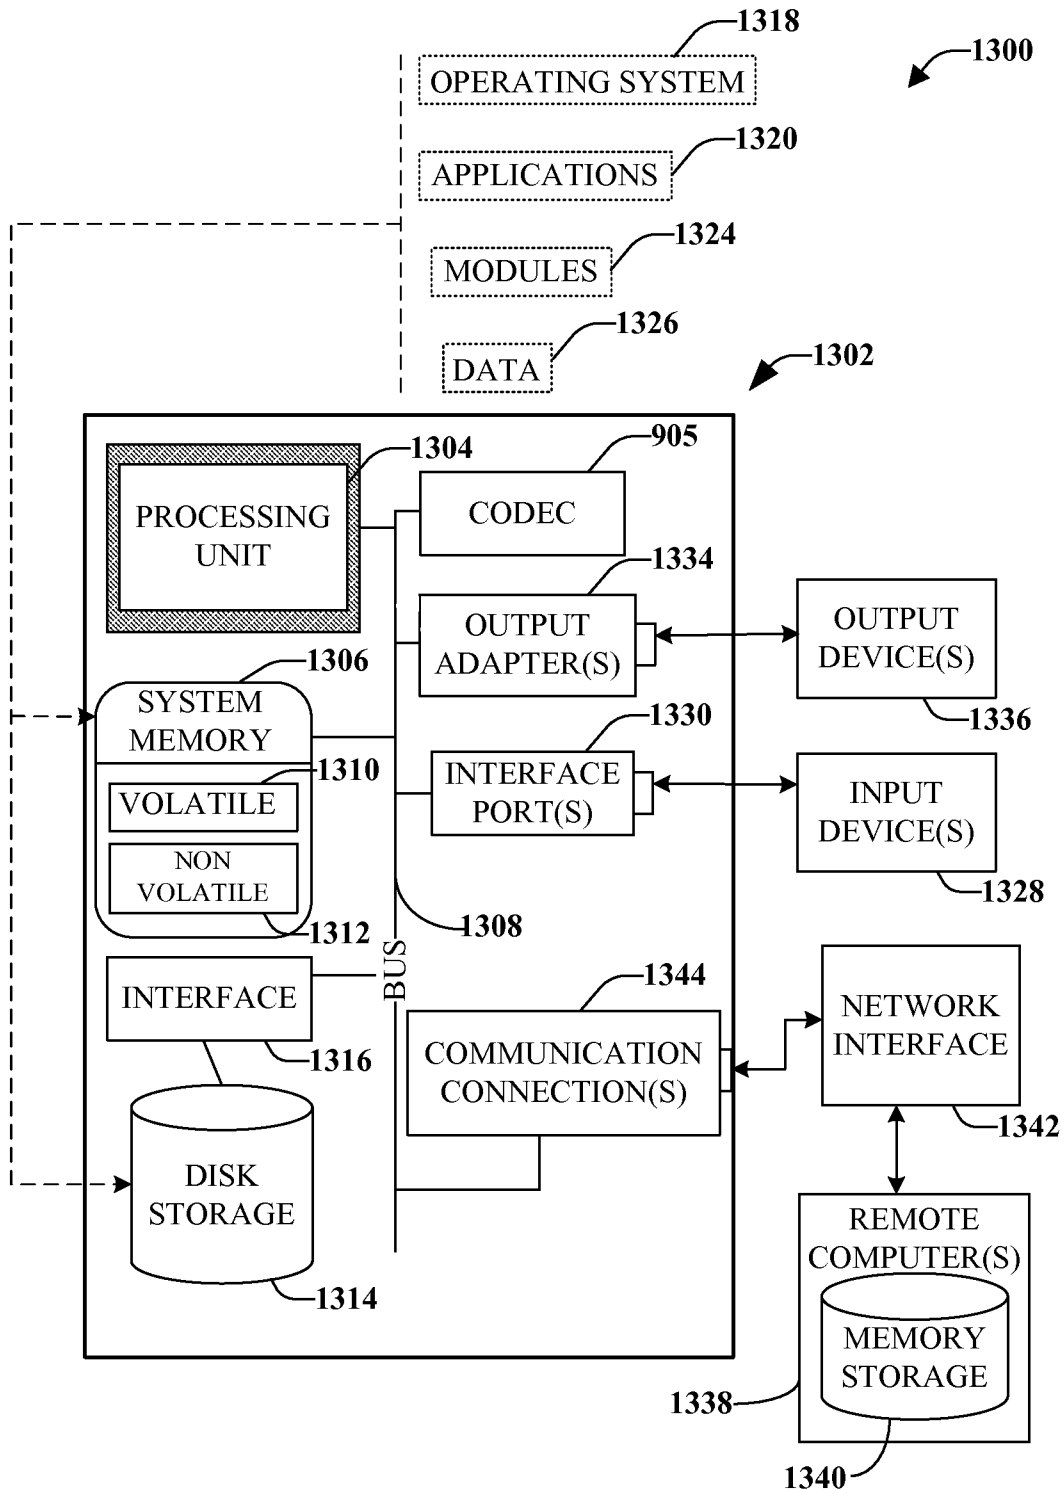 1318
1300
OPERATING SYSTEM
1320
APPLICATIONS
1324
MODULES
1326
DATA
1302
1304
905
PROCESSING
UNIT
CODEC
1334
OUTPUT
ADAPTER(S)
OUTPUT
DEVICE(S)
1336
1306
SYSTEM
MEMORY
1330
1310
VOLATILE
INTERFACE
PORT(S)
INPUT
DEVICE(S)
1328
NON
VOLATILE
1312
1308
BUS
1344
INTERFACE
1316
COMMUNICATION
CONNECTION(S)
NETWORK
INTERFACE
1342
DISK
STORAGE
1314
REMOTE
COMPUTER(S)
MEMORY
STORAGE
1338
1340